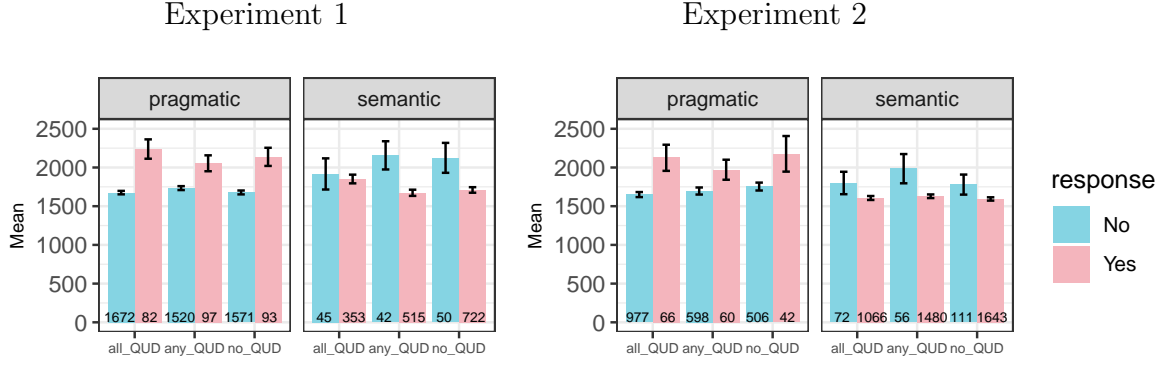 Experiment 1
Experiment 2
pragmatic
semantic
pragmatic
semantic
Mean
2500
2000
1500
1000
500
0
1672 82 1520 97 1571 93
45 353 42 515 50 722
all_QUD any_QUD no_QUD
all_QUD any_QUD no_QUD
Mean
2500
2000
1500
1000
500
0
977 66 598 60 506 42
72 1066 56 1480 111 1643
all_QUD any_QUD no_QUD
all_QUD any_QUD no_QUD
response
No
Yes